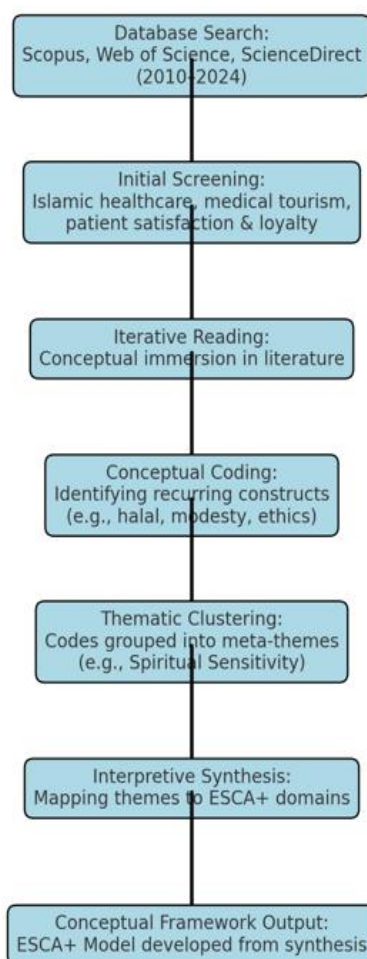 Database Search:
Scopus, Web of Science, ScienceDirect
(2010–2024)
Initial Screening:
Islamic healthcare, medical tourism,
patient satisfaction & loyalty
Iterative Reading:
Conceptual immersion in literature
Conceptual Coding:
Identifying recurring constructs
(e.g., halal, modesty, ethics)
Thematic Clustering:
Codes grouped into meta-themes
(e.g., Spiritual Sensitivity)
Interpretive Synthesis:
Mapping themes to ESCA+ domains
Conceptual Framework Output:
ESCA+ Model developed from synthesis